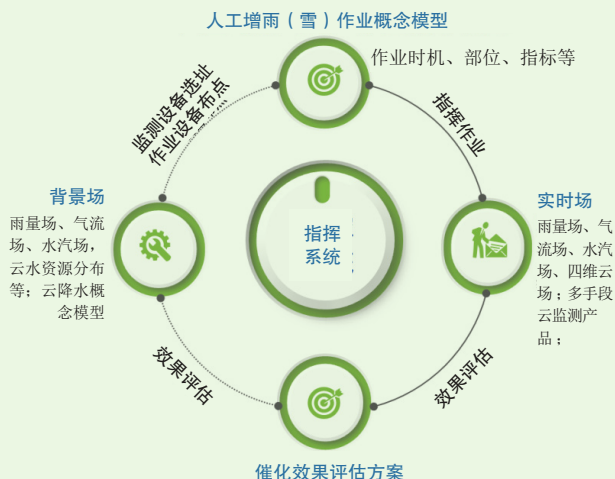 人工增雨（雪）作业概念模型
作业时机、部位、指标等
监测设备选址
作业设备布点
指挥作业
背景场
雨量场、气流
场、水汽场，
云水资源分布
等；云降水概
念模型
指挥
系统
实时场
雨量场、气
流场、水汽
场、四维云
场；多手段
云监测产
品；
效果评估
效果评估
催化效果评估方案